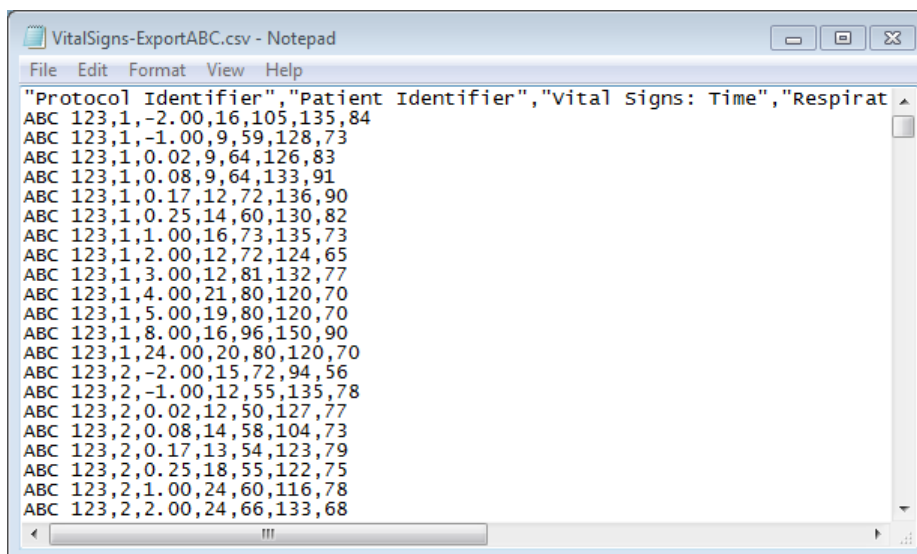 VitalSigns-ExportABC.csv - Notepad
File Edit Format View Help
"Protocol Identifier","Patient Identifier","Vital Signs: Time","Respirat
ABC 123,1,-2.00,16,105,135,84
ABC 123,1,-1.00,9,59,128,73
ABC 123,1,0.02,9,64,126,83
ABC 123,1,0.08,9,64,133,91
ABC 123,1,0.17,12,72,136,90
ABC 123,1,0.25,14,60,130,82
ABC 123,1,1.00,16,73,135,73
ABC 123,1,2.00,12,72,124,65
ABC 123,1,3.00,12,81,132,77
ABC 123,1,4.00,21,80,120,70
ABC 123,1,5.00,19,80,120,70
ABC 123,1,8.00,16,96,150,90
ABC 123,1,24.00,20,80,120,70
ABC 123,2,-2.00,15,72,94,56
ABC 123,2,-1.00,12,55,135,78
ABC 123,2,0.02,12,50,127,77
ABC 123,2,0.08,14,58,104,73
ABC 123,2,0.17,13,54,123,79
ABC 123,2,0.25,18,55,122,75
ABC 123,2,1.00,24,60,116,78
ABC 123,2,2.00,24,66,133,68